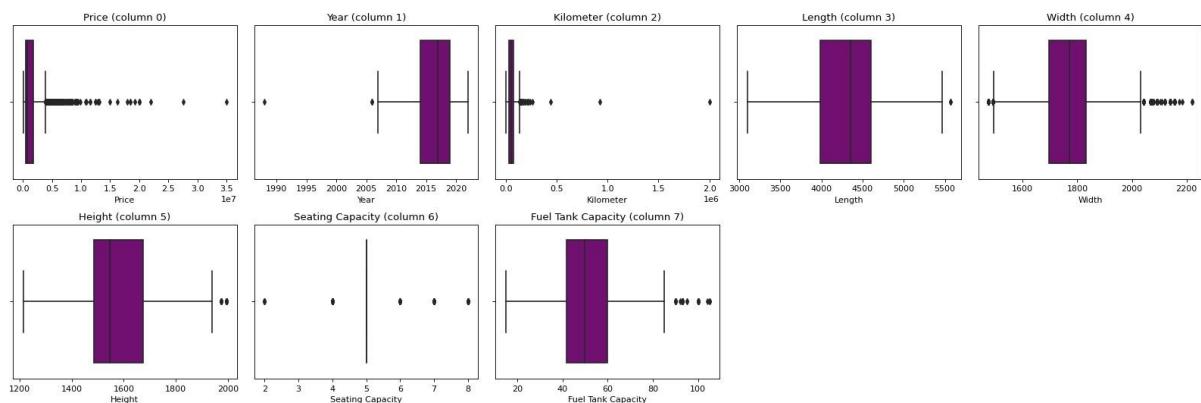 Price (column 0)
Year (column 1)
Kilometer (column 2)
Length (column 3)
Width (column 4)
0.0 0.5 1.0 1.5 2.0 2.5 3.0 3.5
1e7
Price
1990 1995 2000 2005 2010 2015 2020
Year
0.0 0.5 1.0 1.5 2.0
1e6
Kilometer
3000 3500 4000 4500 5000 5500
Length
1600 1800 2000 2200
Width
Height (column 5)
Seating Capacity (column 6)
Fuel Tank Capacity (column 7)
1200 1400 1600 1800 2000
Height
2 3 4 5 6 7 8
Seating Capacity
20 40 60 80 100
Fuel Tank Capacity